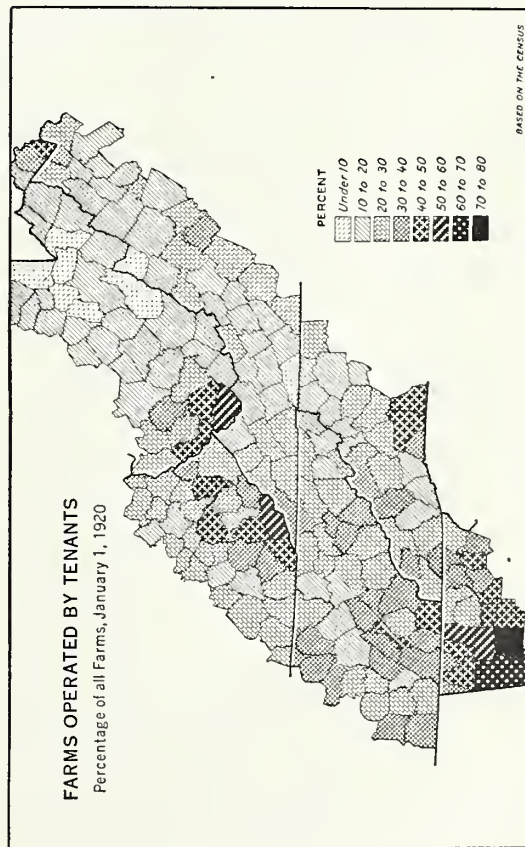 FARMS OPERATED BY TENANTS
Percentage of all Farms, January 1, 1920
PERCENT
Under 10
10 to 20
20 to 30
30 to 40
40 to 50
50 to 60
60 to 70
70 to 80
BASED ON THE CENSUS